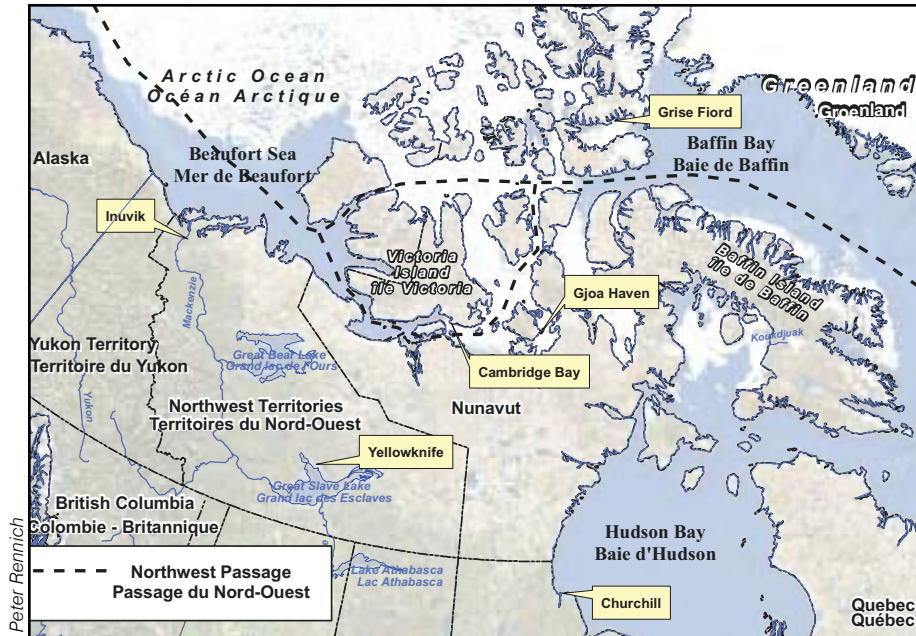 Arctic Ocean
Océan Arctique
Greenland
Groenland
Grise Fiord
Baffin Bay
Baie de Baffin
Beaufort Sea
Mer de Beaufort
Alaska
Inuvik
Victoria
Island
île Victoria
Baffin Island
île de Baffin
Gjoa Haven
Mackenzie
Koukdjuak
Yukon Territory
Territoire du Yukon
Great Bear Lake
Grand lac de l'Ours
Cambridge Bay
Yukon
Northwest Territories
Territoires du Nord-Ouest
Nunavut
Yellowknife
Great Slave Lake
Grand lac des Esclaves
British Columbia
Colombie - Britannique
Hudson Bay
Baie d'Hudson
Northwest Passage
Passage du Nord-Ouest
Lake Athabasca
Lac Athabasca
Churchill
Quebec
Québec
Peter Rennich